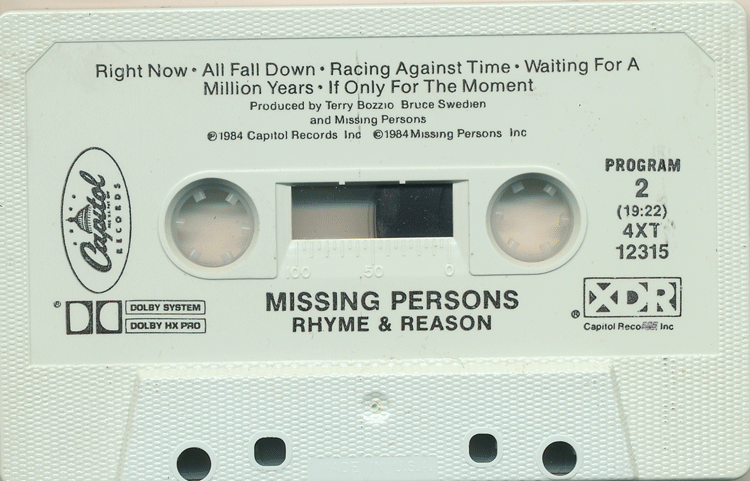 Right Now • All Fall Down • Racing Against Time • Waiting For A
Million Years • If Only For The Moment
Produced by Terry Bozzio Bruce Swedien
and Missing Persons
℗1984 Capitol Records Inc ©1984 Missing Persons Inc
Capitol
RECORDS
PROGRAM
2
(19:22)
4XT
12315
100 50 0
® DOLBY SYSTEM
DOLBY HX PRO
MISSING PERSONS
RHYME & REASON
® XDR
Capitol Inc